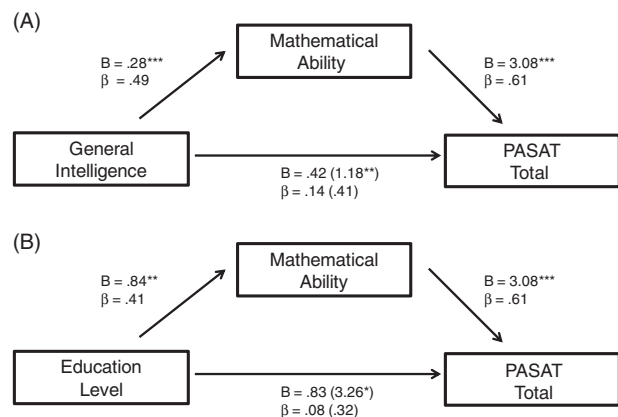 (A)
Mathematical
Ability
B = .28***
β = .49
B = 3.08***
β = .61
General
Intelligence
PASAT
Total
B = .42 (1.18**)
β = .14 (.41)
(B)
Mathematical
Ability
B = .84**
β = .41
B = 3.08***
β = .61
Education
Level
PASAT
Total
B = .83 (3.26*)
β = .08 (.32)